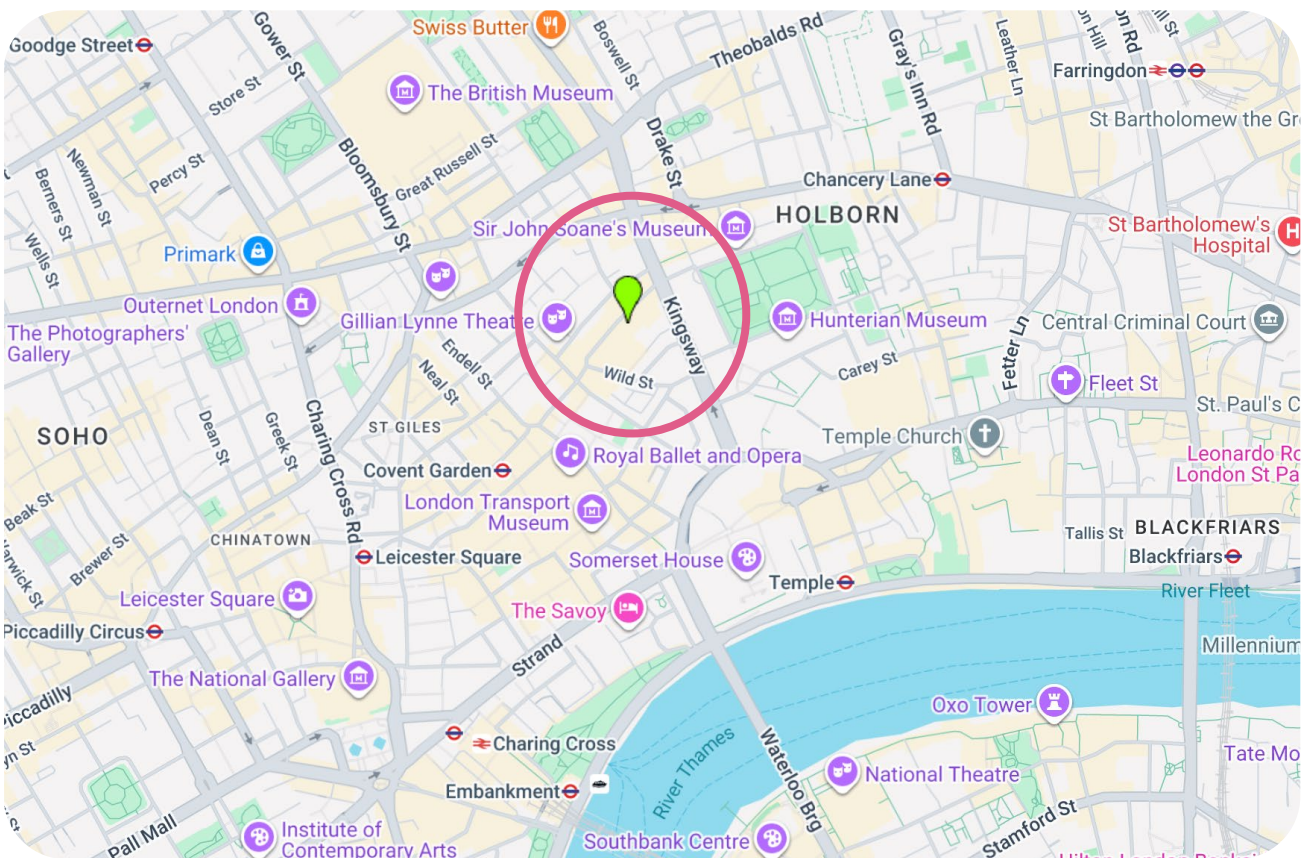 Swiss Butter
Goodge Street
Gower St
Boswell St
Theobalds Rd
Gray's Inn Rd
Leather Ln
Farringdon
Store St
The British Museum
St Bartholomew the Gr
Drake St
Newman St
Percy St
Bloomsbury St
Great Russell St
Berners St
Chancery Lane
HOLBORN
Wells St
Sir John Soane's Museum
St Bartholomew's
Hospital
H
Primark
Outernet London
Gillian Lynne Theatre
Kingsway
Hunterian Museum
Central Criminal Court
The Photographers'
Gallery
Endell St
Neal St
Wild St
Carey St
Fetter Ln
Fleet St
St. Paul's C
SOHO
Dean St
Greek St
Charing Cross Rd
ST GILES
Temple Church
Royal Ballet and Opera
Covent Garden
Leonardo Ro
London St Pa
London Transport
Museum
Beak St
Brewer St
CHINATOWN
Tallis St
BLACKFRIARS
Blackfriars
Leicester Square
Somerset House
Temple
River Fleet
Leicester Square
The Savoy
Piccadilly Circus
Strand
Millennium
The National Gallery
Piccadilly
Oxo Tower
Charing Cross
River Thames
Waterloo Brg
National Theatre
Tate Mo
Embankment
Pall Mall
Institute of
Contemporary Arts
Southbank Centre
Stamford St